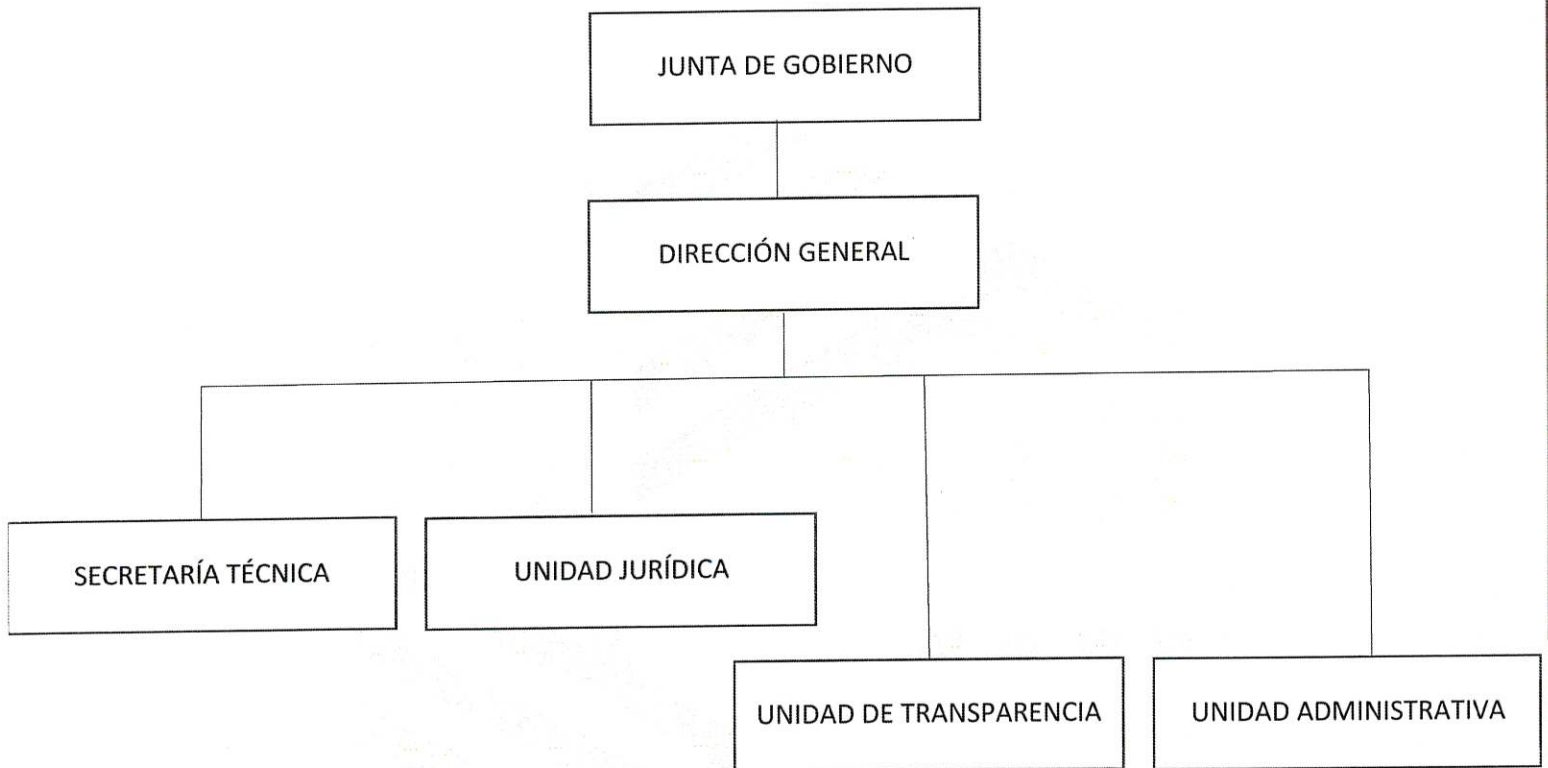 JUNTA DE GOBIERNO
DIRECCIÓN GENERAL
SECRETARÍA TÉCNICA
UNIDAD JURÍDICA
UNIDAD DE TRANSPARENCIA
UNIDAD ADMINISTRATIVA